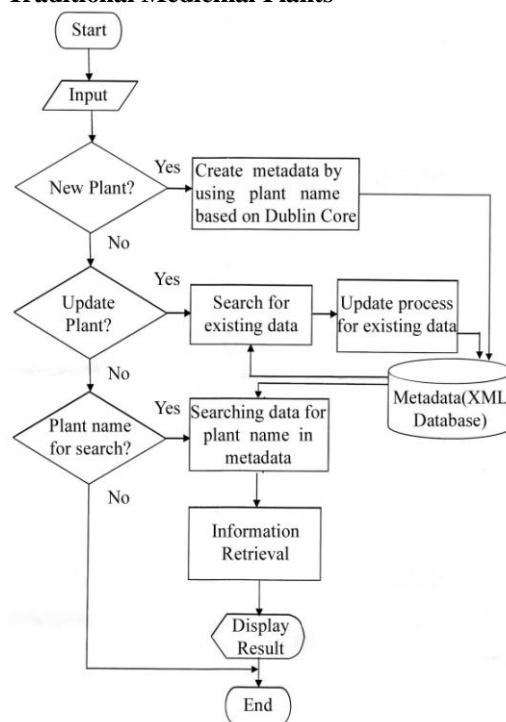 Traditional Medicinal Plants
Start
Input
New Plant?
Yes
Create metadata by
using plant name
based on Dublin Core
No
Update
Plant?
Yes
Search for
existing data
Update process
for existing data
Metadata(XML
Database)
No
Plant name
for search?
Yes
Searching data for
plant name in
metadata
No
Information
Retrieval
Display
Result
End